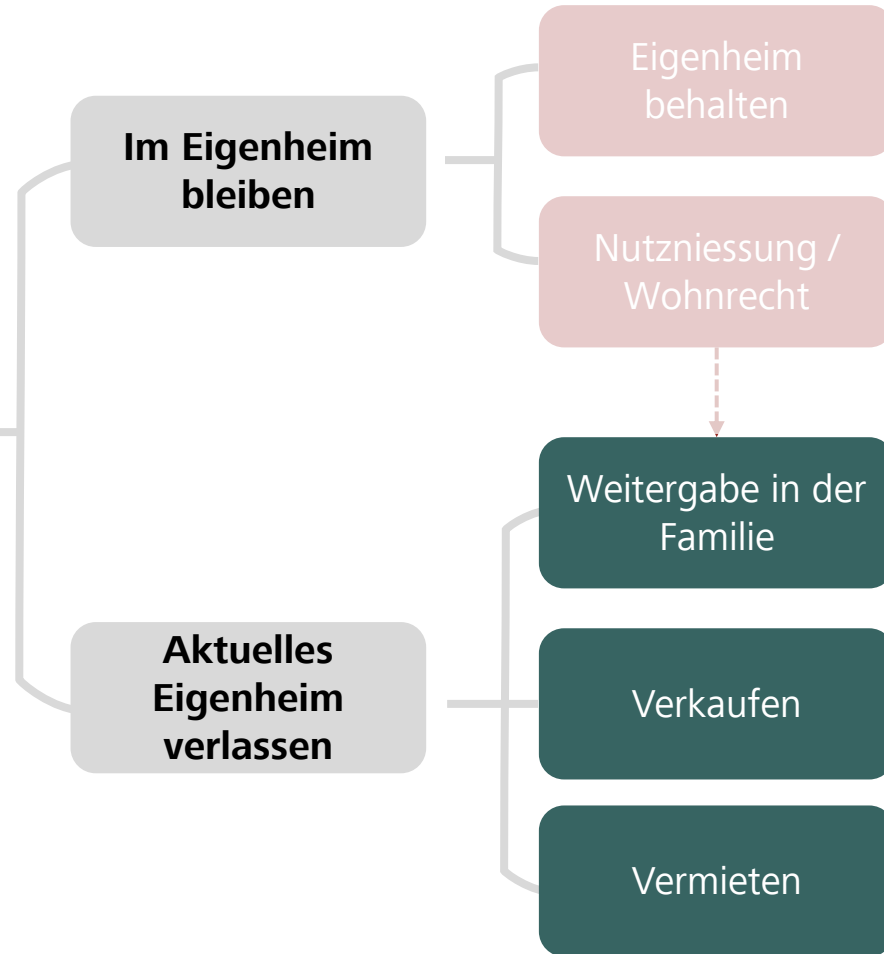 Im Eigenheim
bleiben
Eigenheim
behalten
Nutzniessung /
Wohnrecht
Aktuelles
Eigenheim
verlassen
Weitergabe in der
Familie
Verkaufen
Vermieten